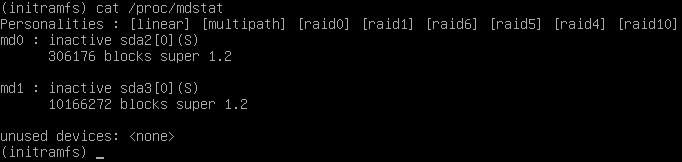 (initramfs) cat /proc/mdstat
Personalities : [linear] [multipath] [raid0] [raid1] [raid6] [raid5] [raid4] [raid10]
md0 : inactive sda2[0](S)
306176 blocks super 1.2
md1 : inactive sda3[0](S)
10166272 blocks super 1.2
unused devices: <none>
(initramfs) _